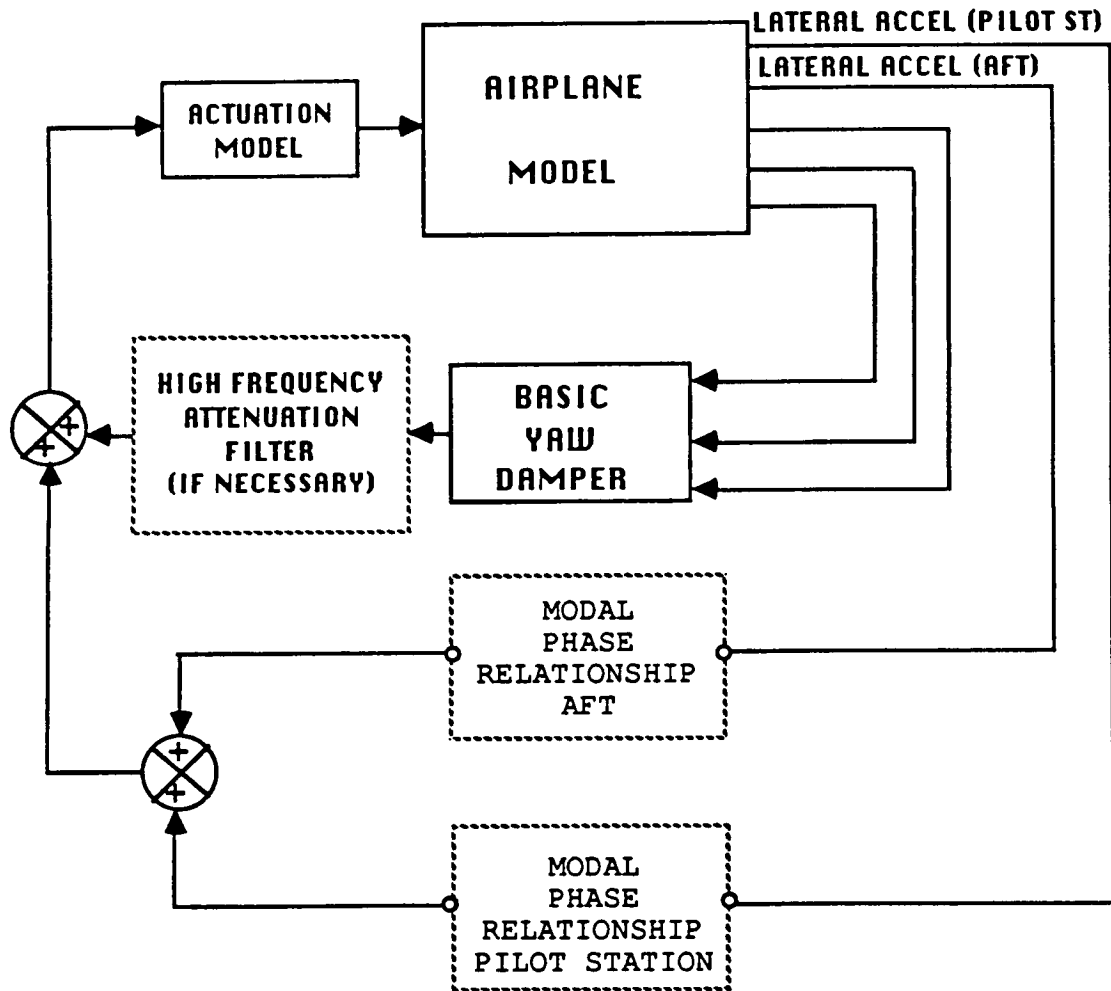 LATERAL ACCEL (PILOT ST)
LATERAL ACCEL (AFT)
AIRPLANE
MODEL
ACTUATION
MODEL
HIGH FREQUENCY
ATTENUATION
FILTER
(IF NECESSARY)
BASIC
YAW
DAMPER
+
+
MODAL
PHASE
RELATIONSHIP
AFT
+
+
MODAL
PHASE
RELATIONSHIP
PILOT STATION